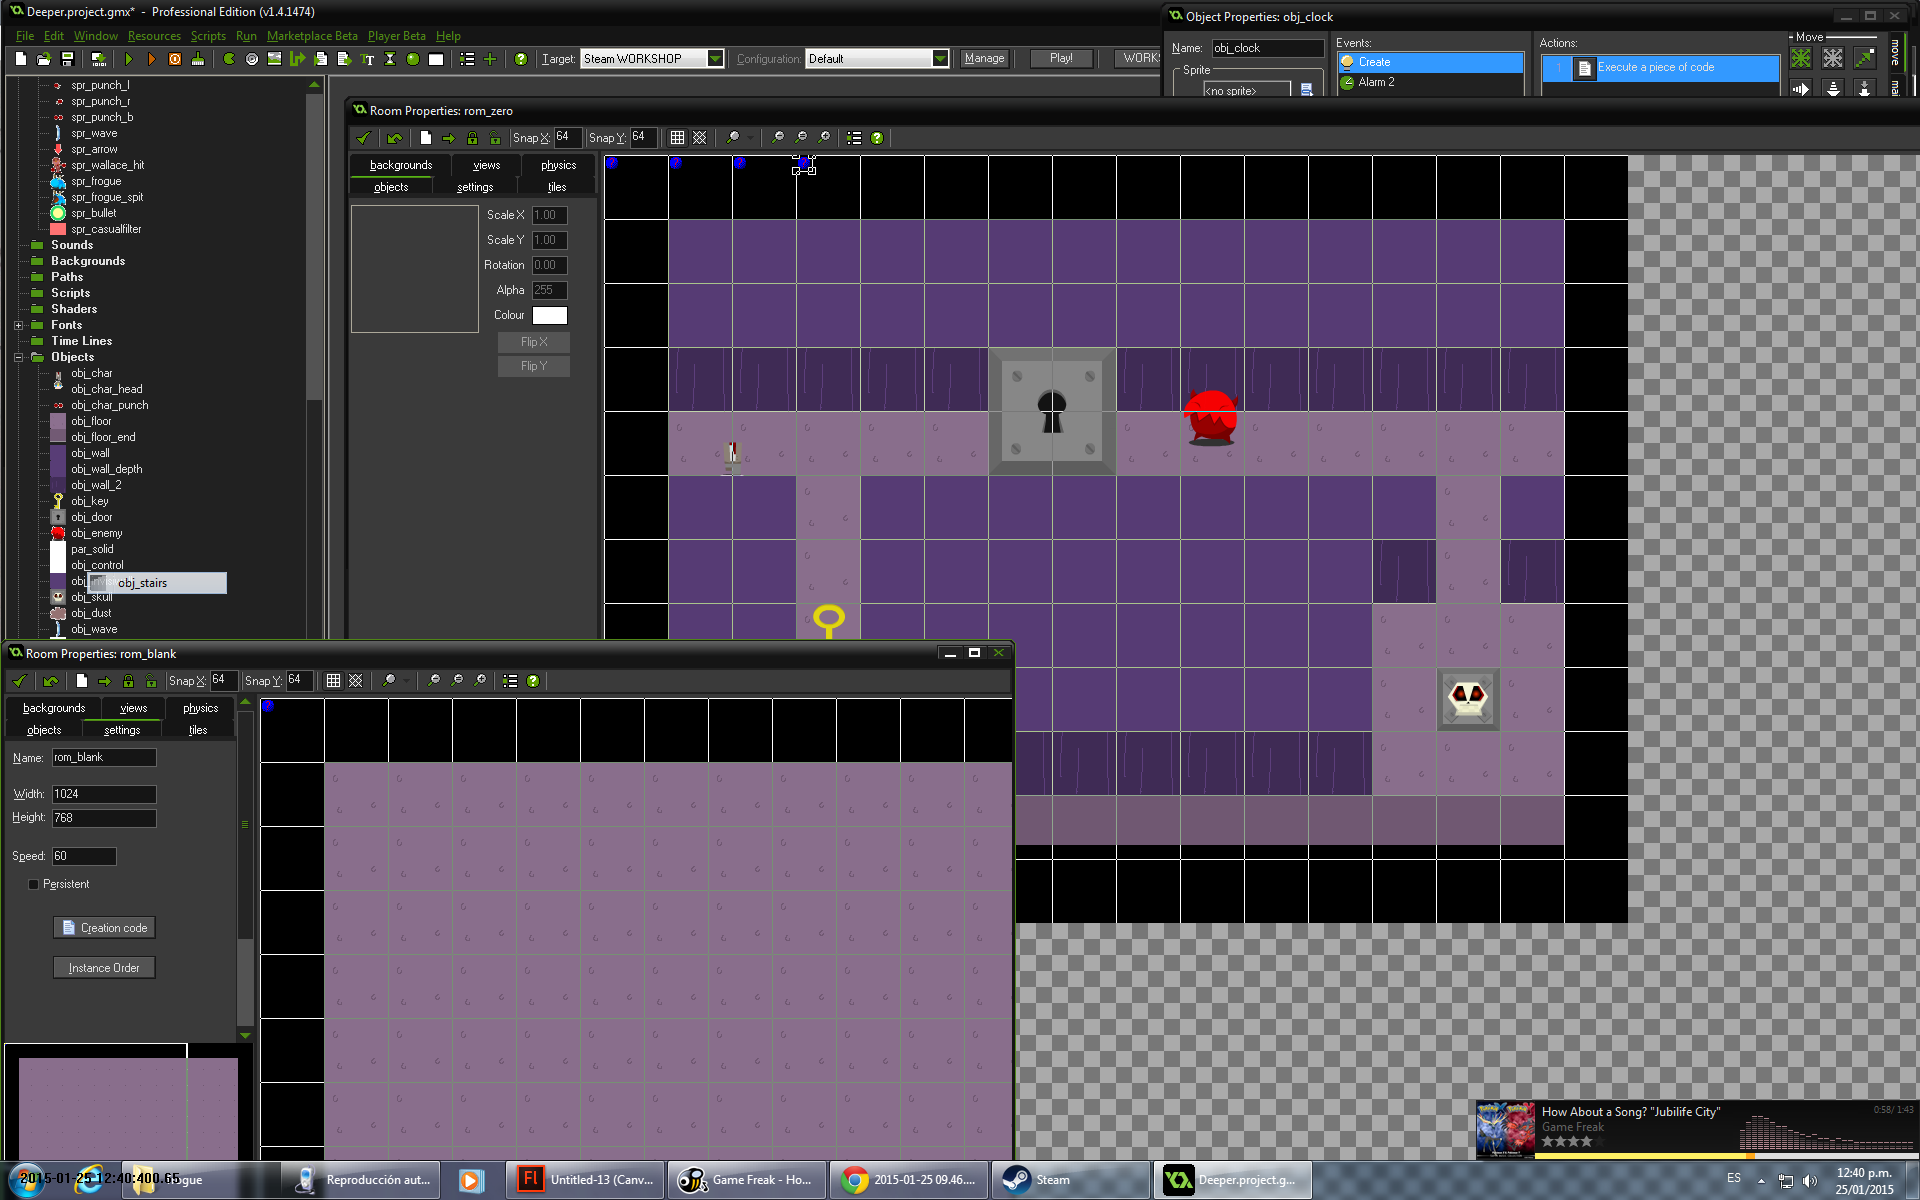 Deeper.project.gmx* - Professional Edition (v1.4.1474)
File Edit Window Resources Scripts Run Marketplace Beta Player Beta Help
Target: Steam WORKSHOP Configuration: Default Manage Play! WORK
spr_punch_l
spr_punch_r
spr_punch_b
spr_wave
spr_arrow
spr_wallace_hit
spr_frogue
spr_frogue_spit
spr_bullet
spr_casualfilter
Sounds
Backgrounds
Paths
Scripts
Shaders
Fonts
Time Lines
Objects
obj_char
obj_char_head
obj_char_punch
obj_floor
obj_floor_end
obj_wall
obj_wall_depth
obj_wall_2
obj_key
obj_door
obj_enemy
par_solid
obj_control
obj_stairs
obj_skull
obj_dust
obj_wave
Object Properties: obj_clock
Name: obj_clock
Sprite
<no sprite>
Events:
Create
Alarm 2
Actions:
1 Execute a piece of code
Move
move
Room Properties: rom_zero
Snap X: 64 Snap Y: 64
backgrounds views physics
objects settings tiles
Scale X 1.00
Scale Y 1.00
Rotation 0.00
Alpha 255
Colour
Flip X
Flip Y
Room Properties: rom_blank
Snap X: 64 Snap Y: 64
backgrounds views physics
objects settings tiles
Name: rom_blank
Width: 1024
Height: 768
Speed: 60
Persistent
Creation code
Instance Order
How About a Song? "Jubilife City"
Game Freak
0:58/ 1:43
2015-01-25 12:40:400.65
gue
Reproducción aut...
Untitled-13 (Canv...
Game Freak - Ho...
2015-01-25 09.46....
Steam
Deeper.project.g...
ES
12:40 p.m.
25/01/2015